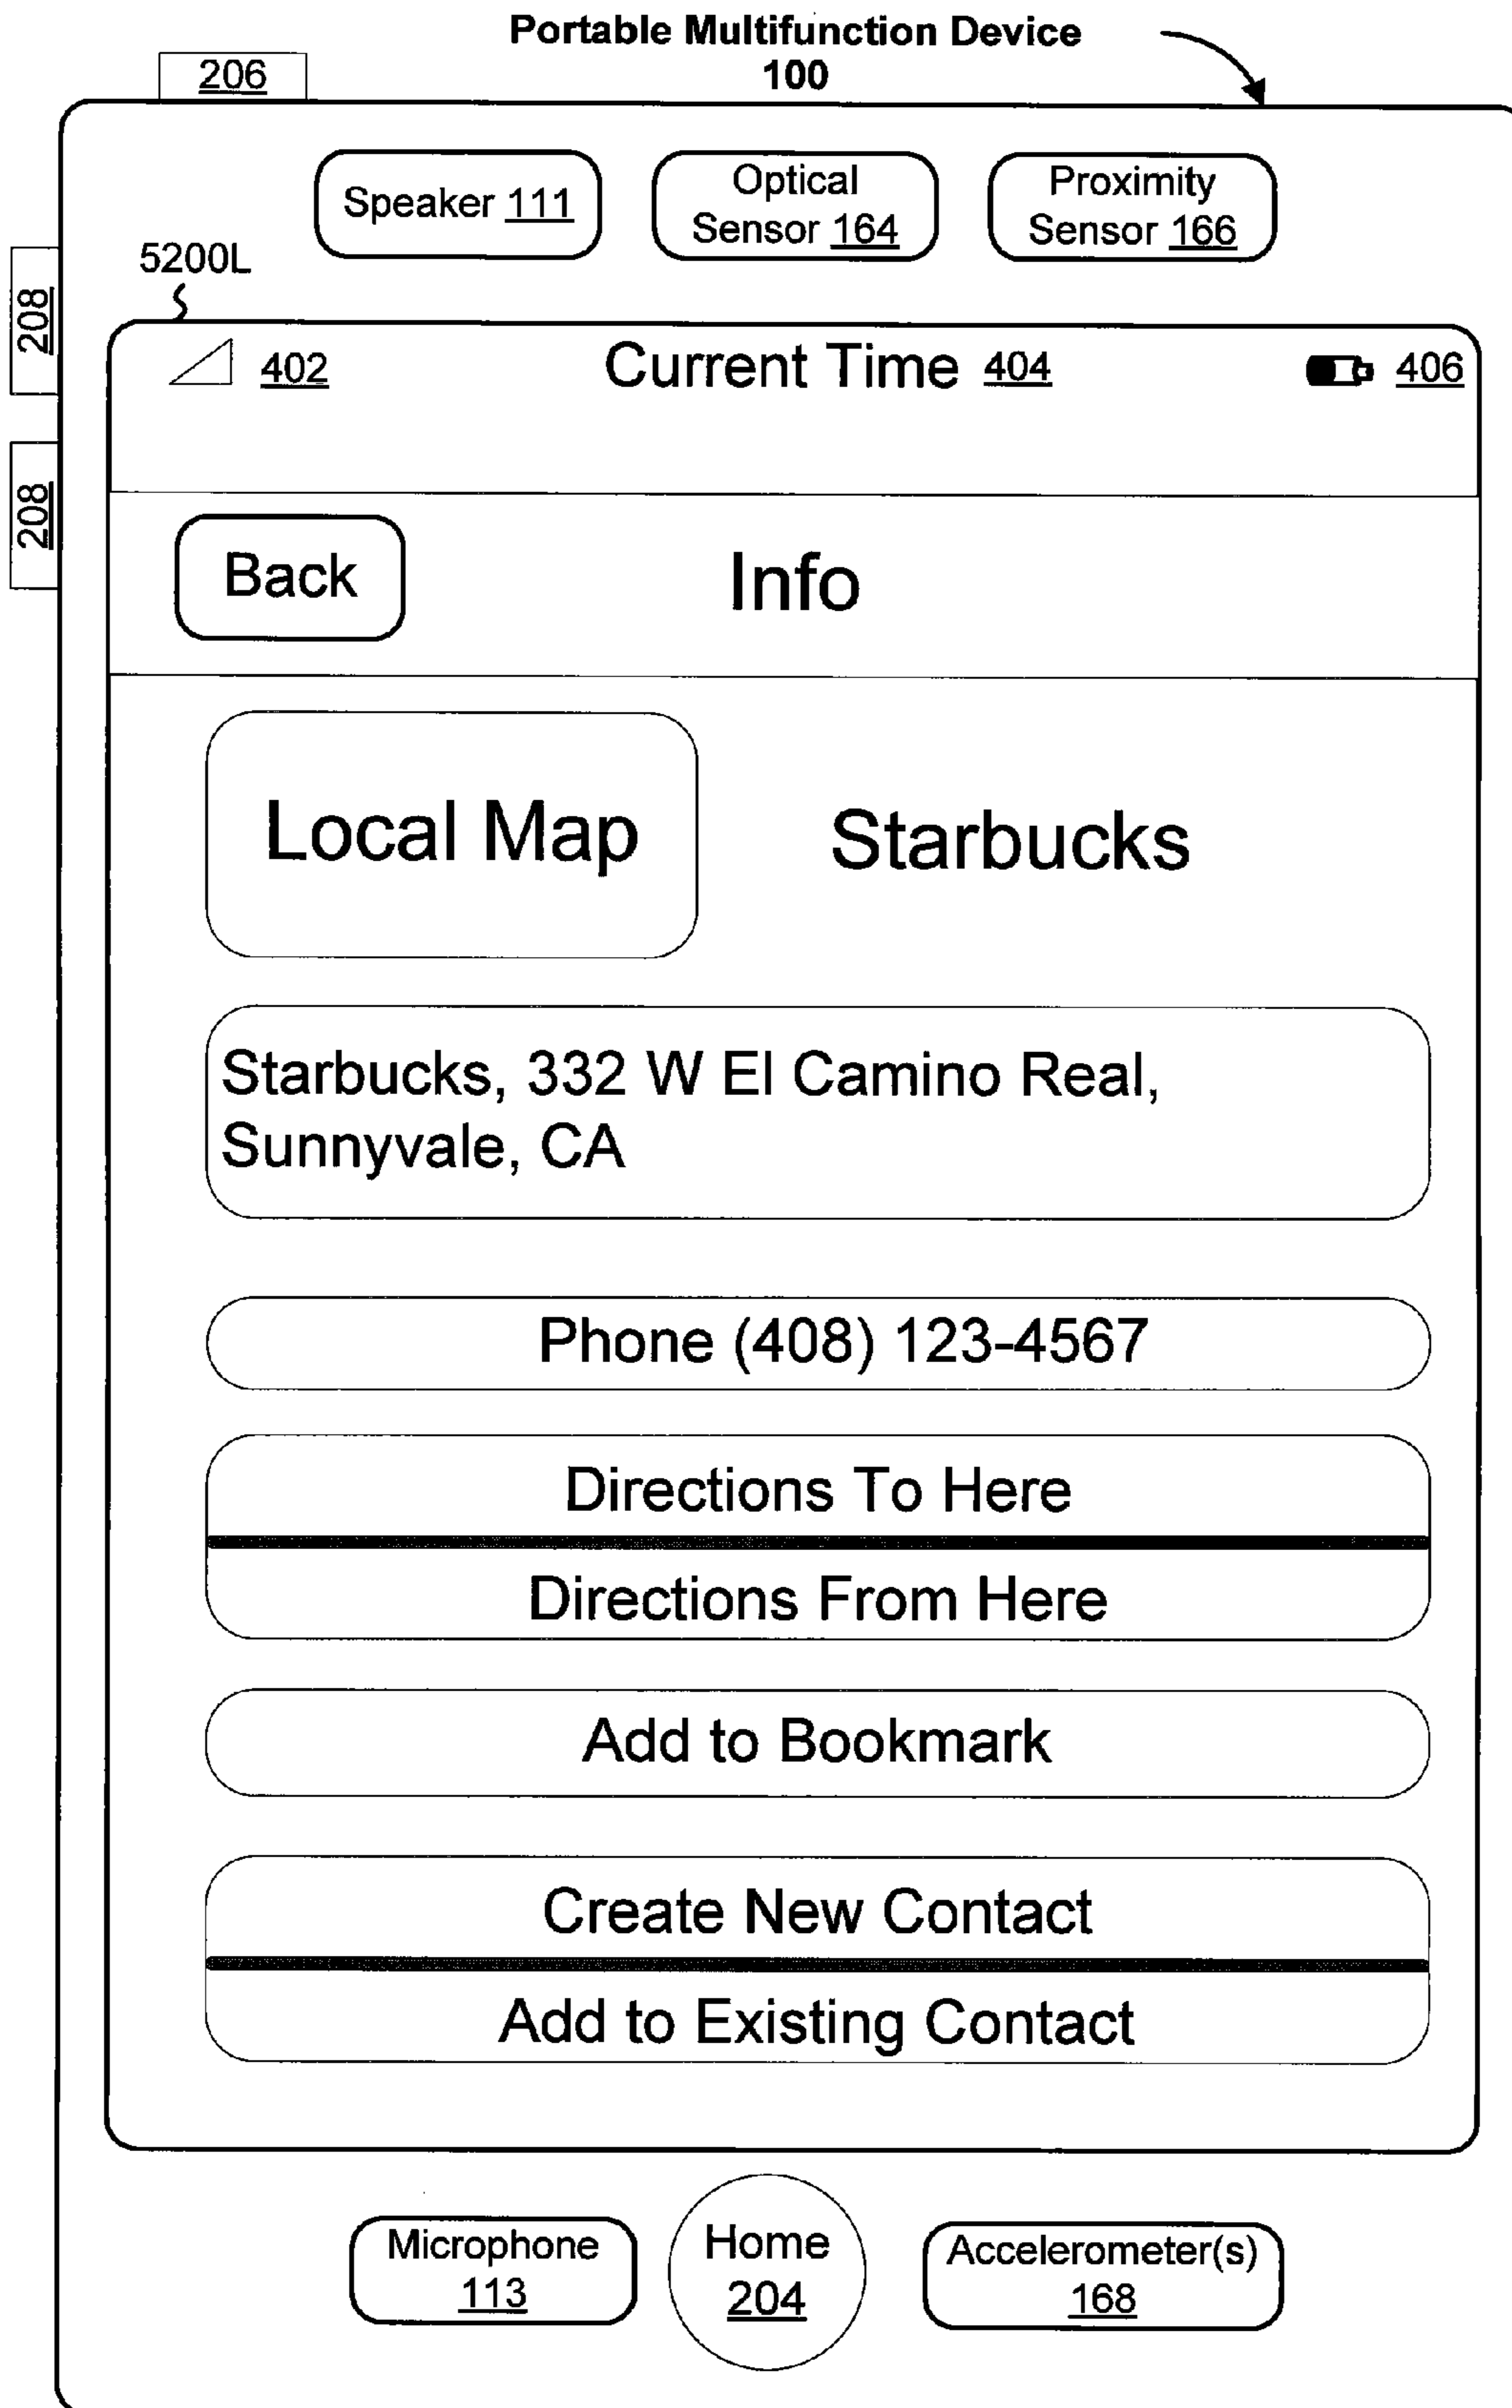 Portable Multifunction Device
100
206
Speaker 111
Optical
Sensor 164
Proximity
Sensor 166
208
5200L
402
Current Time 404
406
208
Back
Info
Local Map
Starbucks
Starbucks, 332 W El Camino Real,
Sunnyvale, CA
Phone (408) 123-4567
Directions To Here
Directions From Here
Add to Bookmark
Create New Contact
Add to Existing Contact
Microphone
113
Home
204
Accelerometer(s)
168